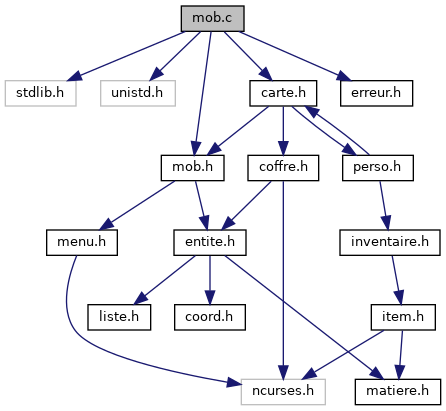 mob.c
stdlib.h
unistd.h
carte.h
erreur.h
mob.h
coffre.h
perso.h
menu.h
entite.h
inventaire.h
liste.h
coord.h
item.h
ncurses.h
matiere.h